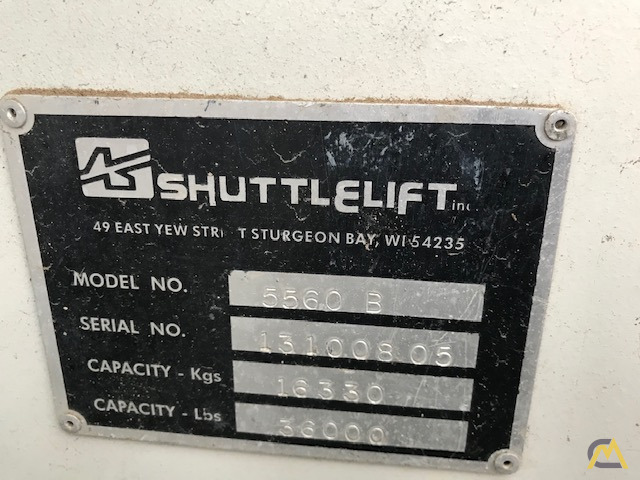 SHUTTLELIFT inc
49 EAST YEW STR T STURGEON BAY, WI 54235
MODEL NO. 5560 B
SERIAL NO. 13100805
CAPACITY - Kgs 16330
CAPACITY - Lbs 36000